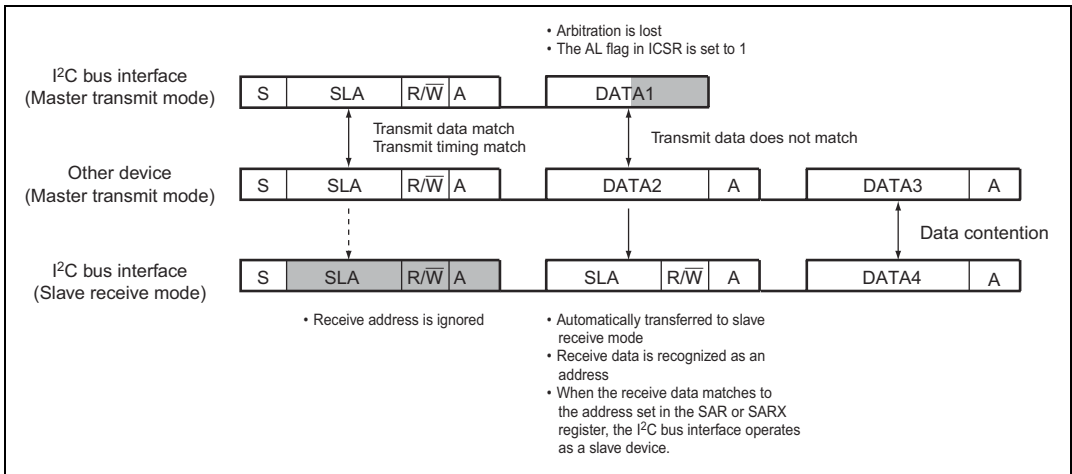 • Arbitration is lost
• The AL flag in ICSR is set to 1
I²C bus interface
(Master transmit mode)
S SLA R/W̅ A DATA1
Transmit data match
Transmit timing match
Transmit data does not match
Other device
(Master transmit mode)
S SLA R/W̅ A DATA2 A DATA3 A
Data contention
I²C bus interface
(Slave receive mode)
S SLA R/W̅ A SLA R/W̅ A DATA4 A
• Receive address is ignored
• Automatically transferred to slave
receive mode
• Receive data is recognized as an
address
• When the receive data matches to
the address set in the SAR or SARX
register, the I²C bus interface operates
as a slave device.